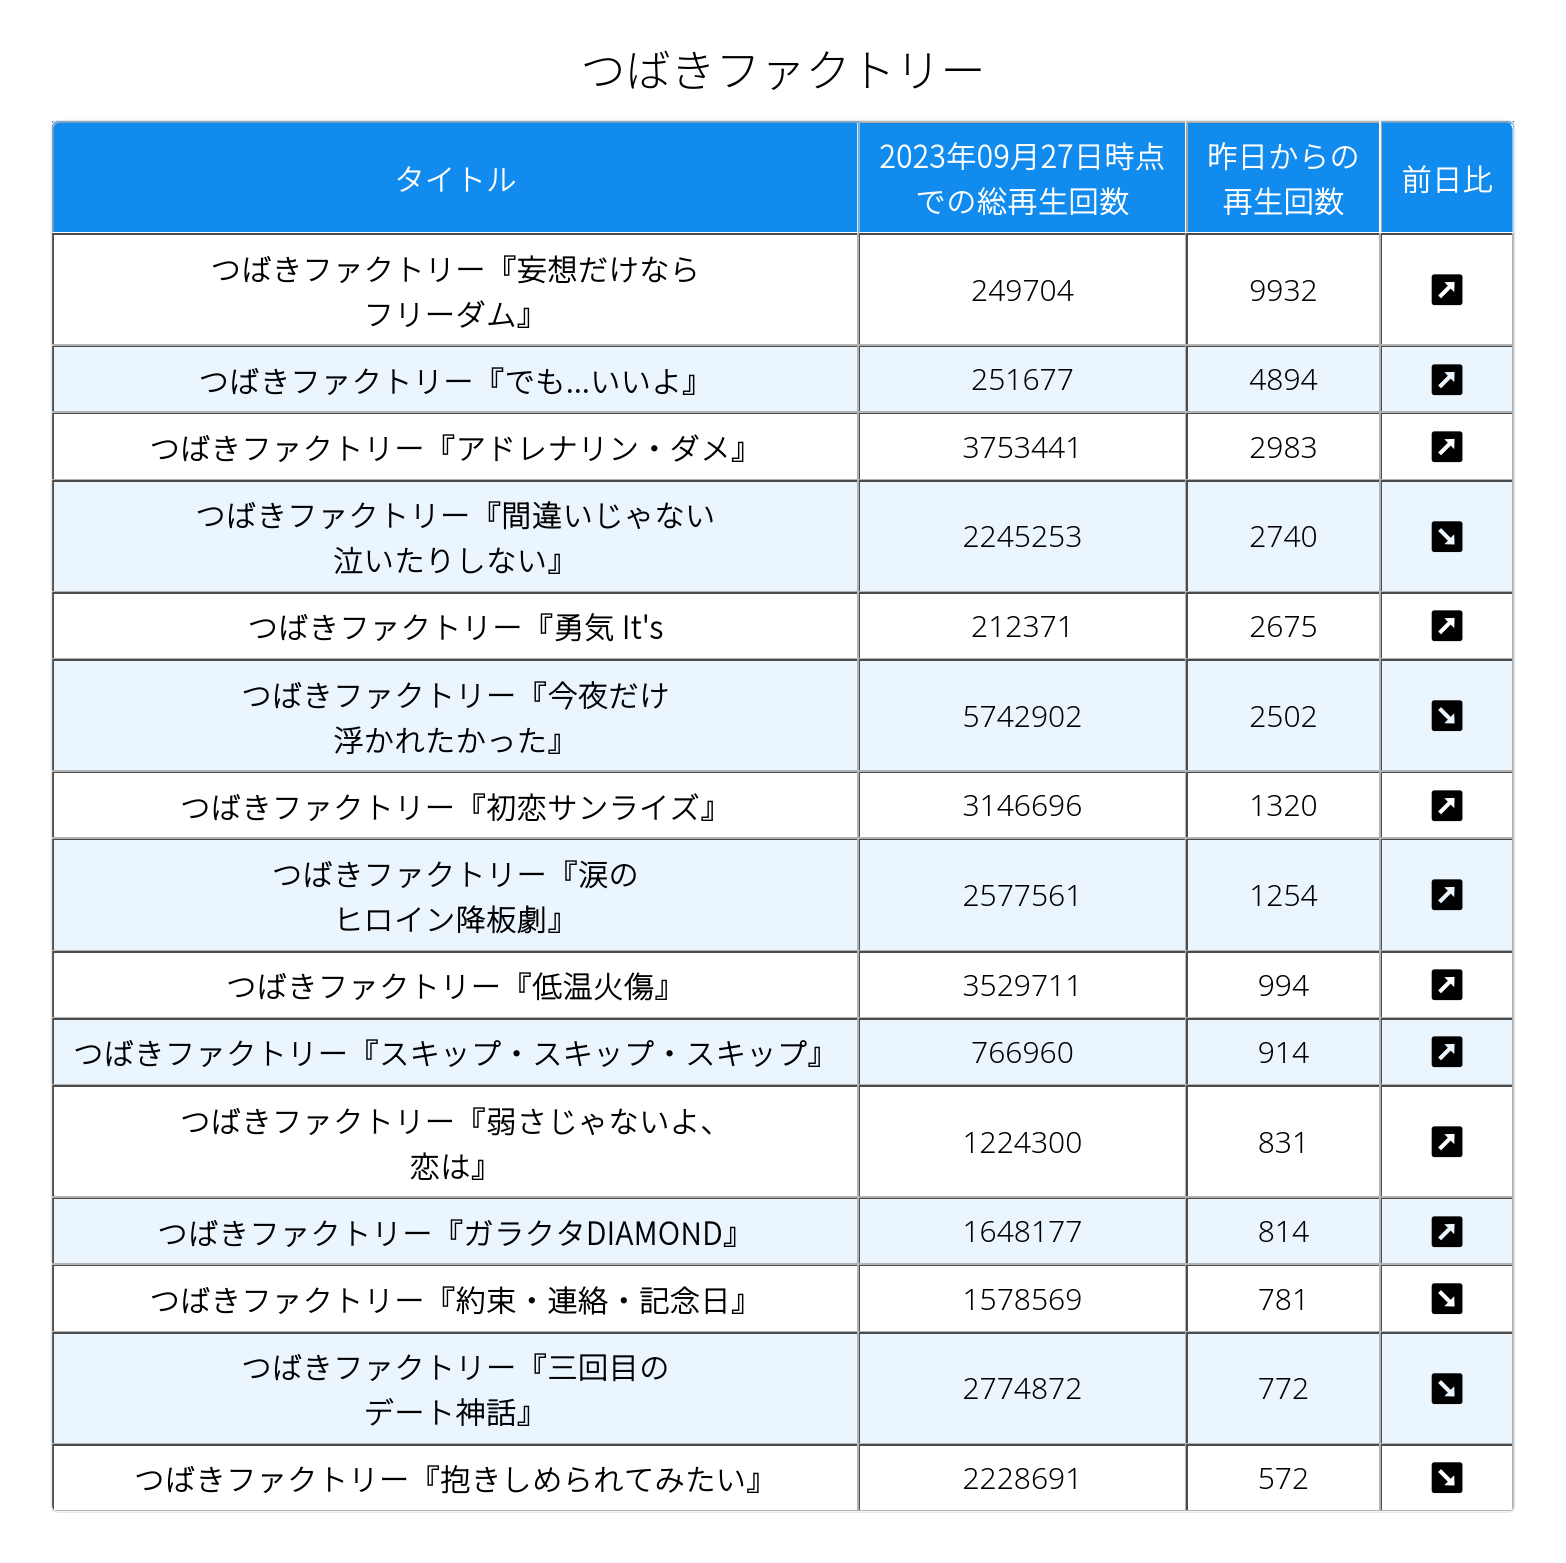 つばきファクトリー
タイトル
2023年09月27日時点
での総再生回数
昨日からの
再生回数
前日比
つばきファクトリー『妄想だけなら
フリーダム』
249704
9932
つばきファクトリー『でも...いいよ』
251677
4894
つばきファクトリー『アドレナリン・ダメ』
3753441
2983
つばきファクトリー『間違いじゃない
泣いたりしない』
2245253
2740
つばきファクトリー『勇気 It's
212371
2675
つばきファクトリー『今夜だけ
浮かれたかった』
5742902
2502
つばきファクトリー『初恋サンライズ』
3146696
1320
つばきファクトリー『涙の
ヒロイン降板劇』
2577561
1254
つばきファクトリー『低温火傷』
3529711
994
つばきファクトリー『スキップ・スキップ・スキップ』
766960
914
つばきファクトリー『弱さじゃないよ、
恋は』
1224300
831
つばきファクトリー『ガラクタDIAMOND』
1648177
814
つばきファクトリー『約束・連絡・記念日』
1578569
781
つばきファクトリー『三回目の
デート神話』
2774872
772
つばきファクトリー『抱きしめられてみたい』
2228691
572